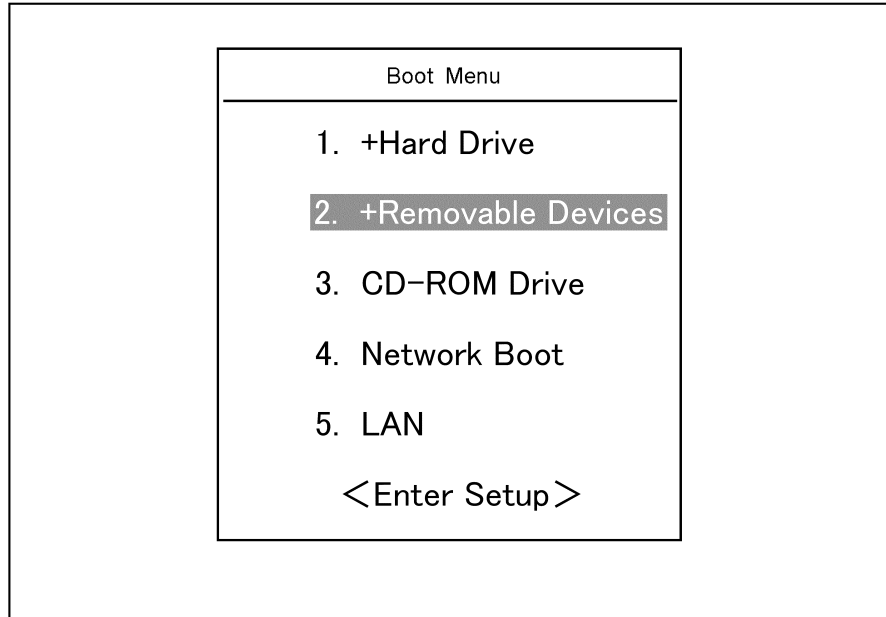 Boot Menu
1. +Hard Drive
2. +Removable Devices
3. CD-ROM Drive
4. Network Boot
5. LAN
<Enter Setup>